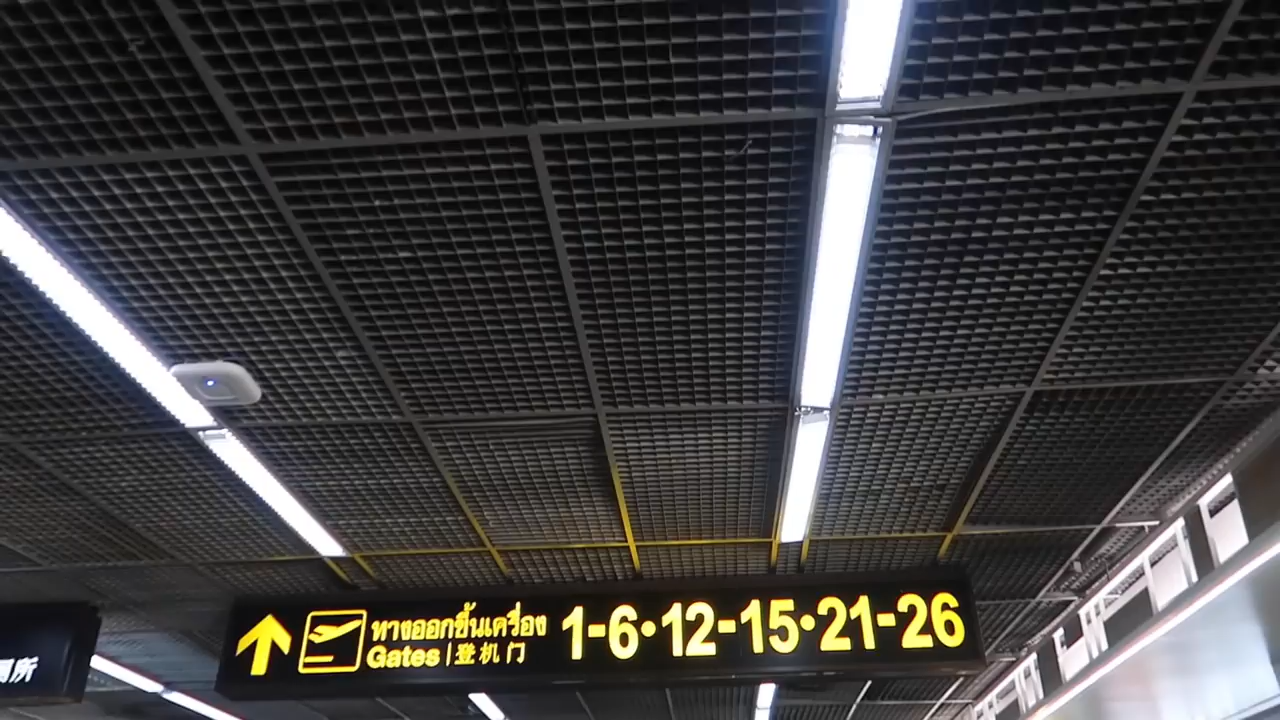 ทางออกขึ้นเครื่อง
Gates | 登机门
1-6•12-15•21-26
所